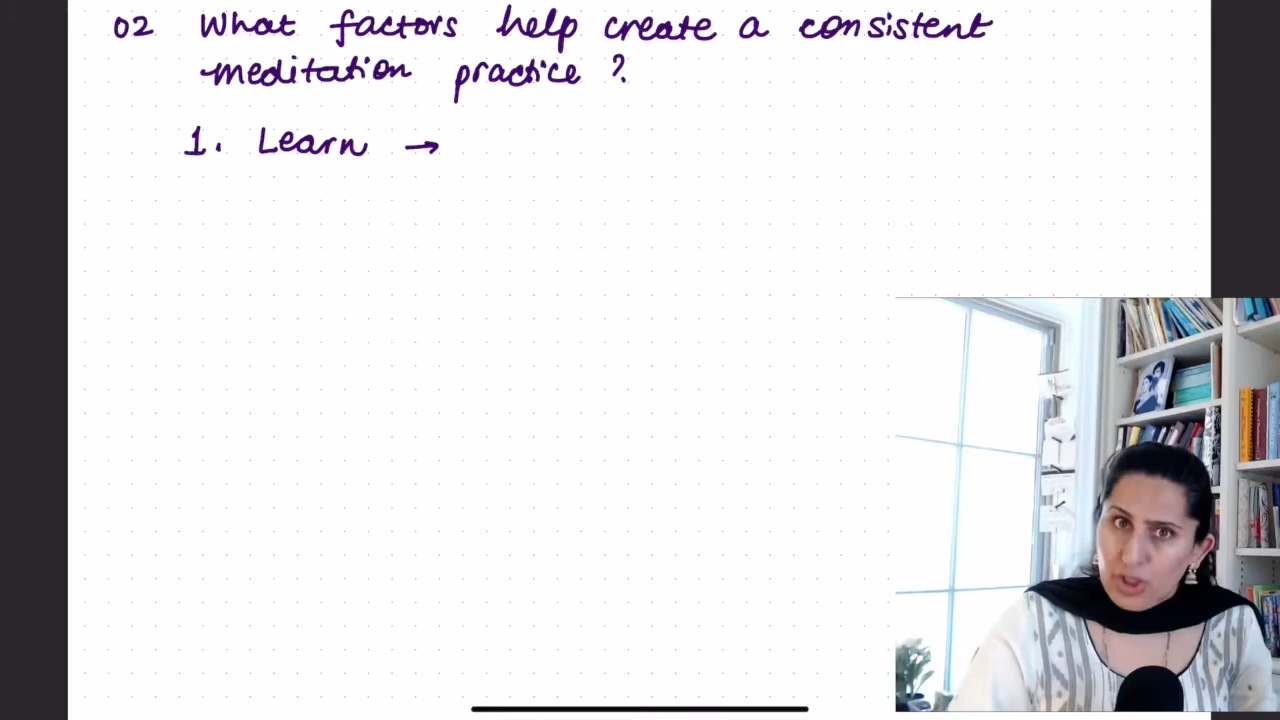 02 What factors help create a consistent
meditation practice ?
1. Learn →